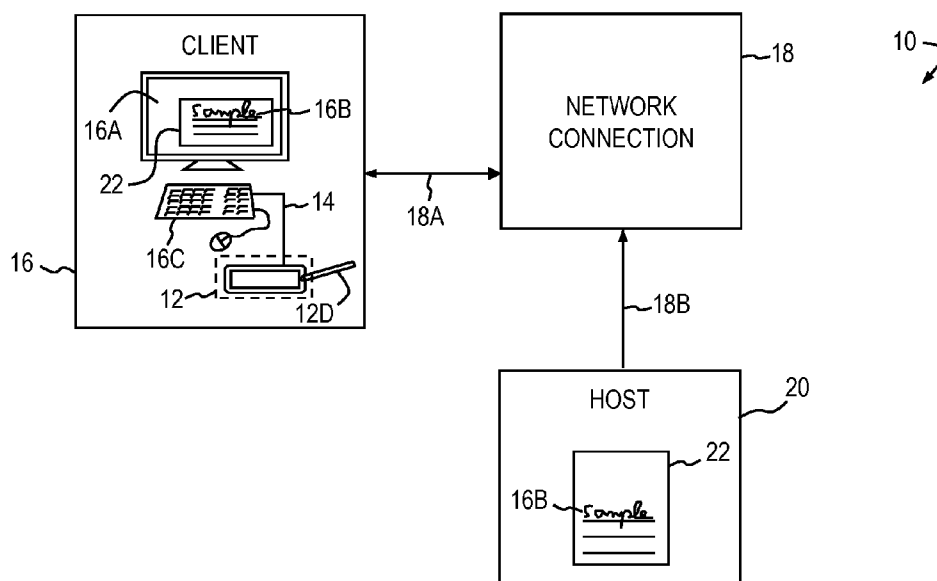 CLIENT
16A
sample
16B
22
14
16C
16
12
12D
18A
NETWORK
CONNECTION
18
10
18B
HOST
20
22
16B
sample